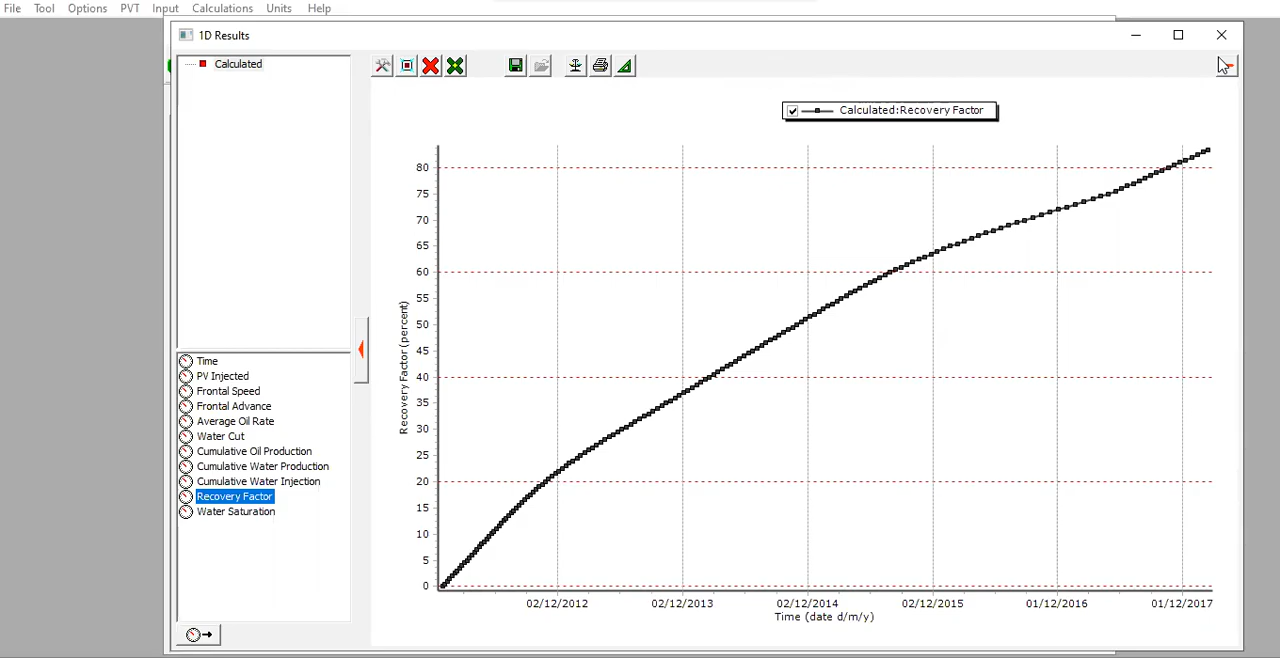 File Tool Options PVT Input Calculations Units Help
1D Results
Calculated
Calculated:Recovery Factor
80
75
70
65
60
55
50
45
40
35
30
25
20
15
10
5
0
Recovery Factor (percent)
02/12/2012 02/12/2013 02/12/2014 02/12/2015 01/12/2016 01/12/2017
Time (date d/m/y)
Time
PV Injected
Frontal Speed
Frontal Advance
Average Oil Rate
Water Cut
Cumulative Oil Production
Cumulative Water Production
Cumulative Water Injection
Recovery Factor
Water Saturation